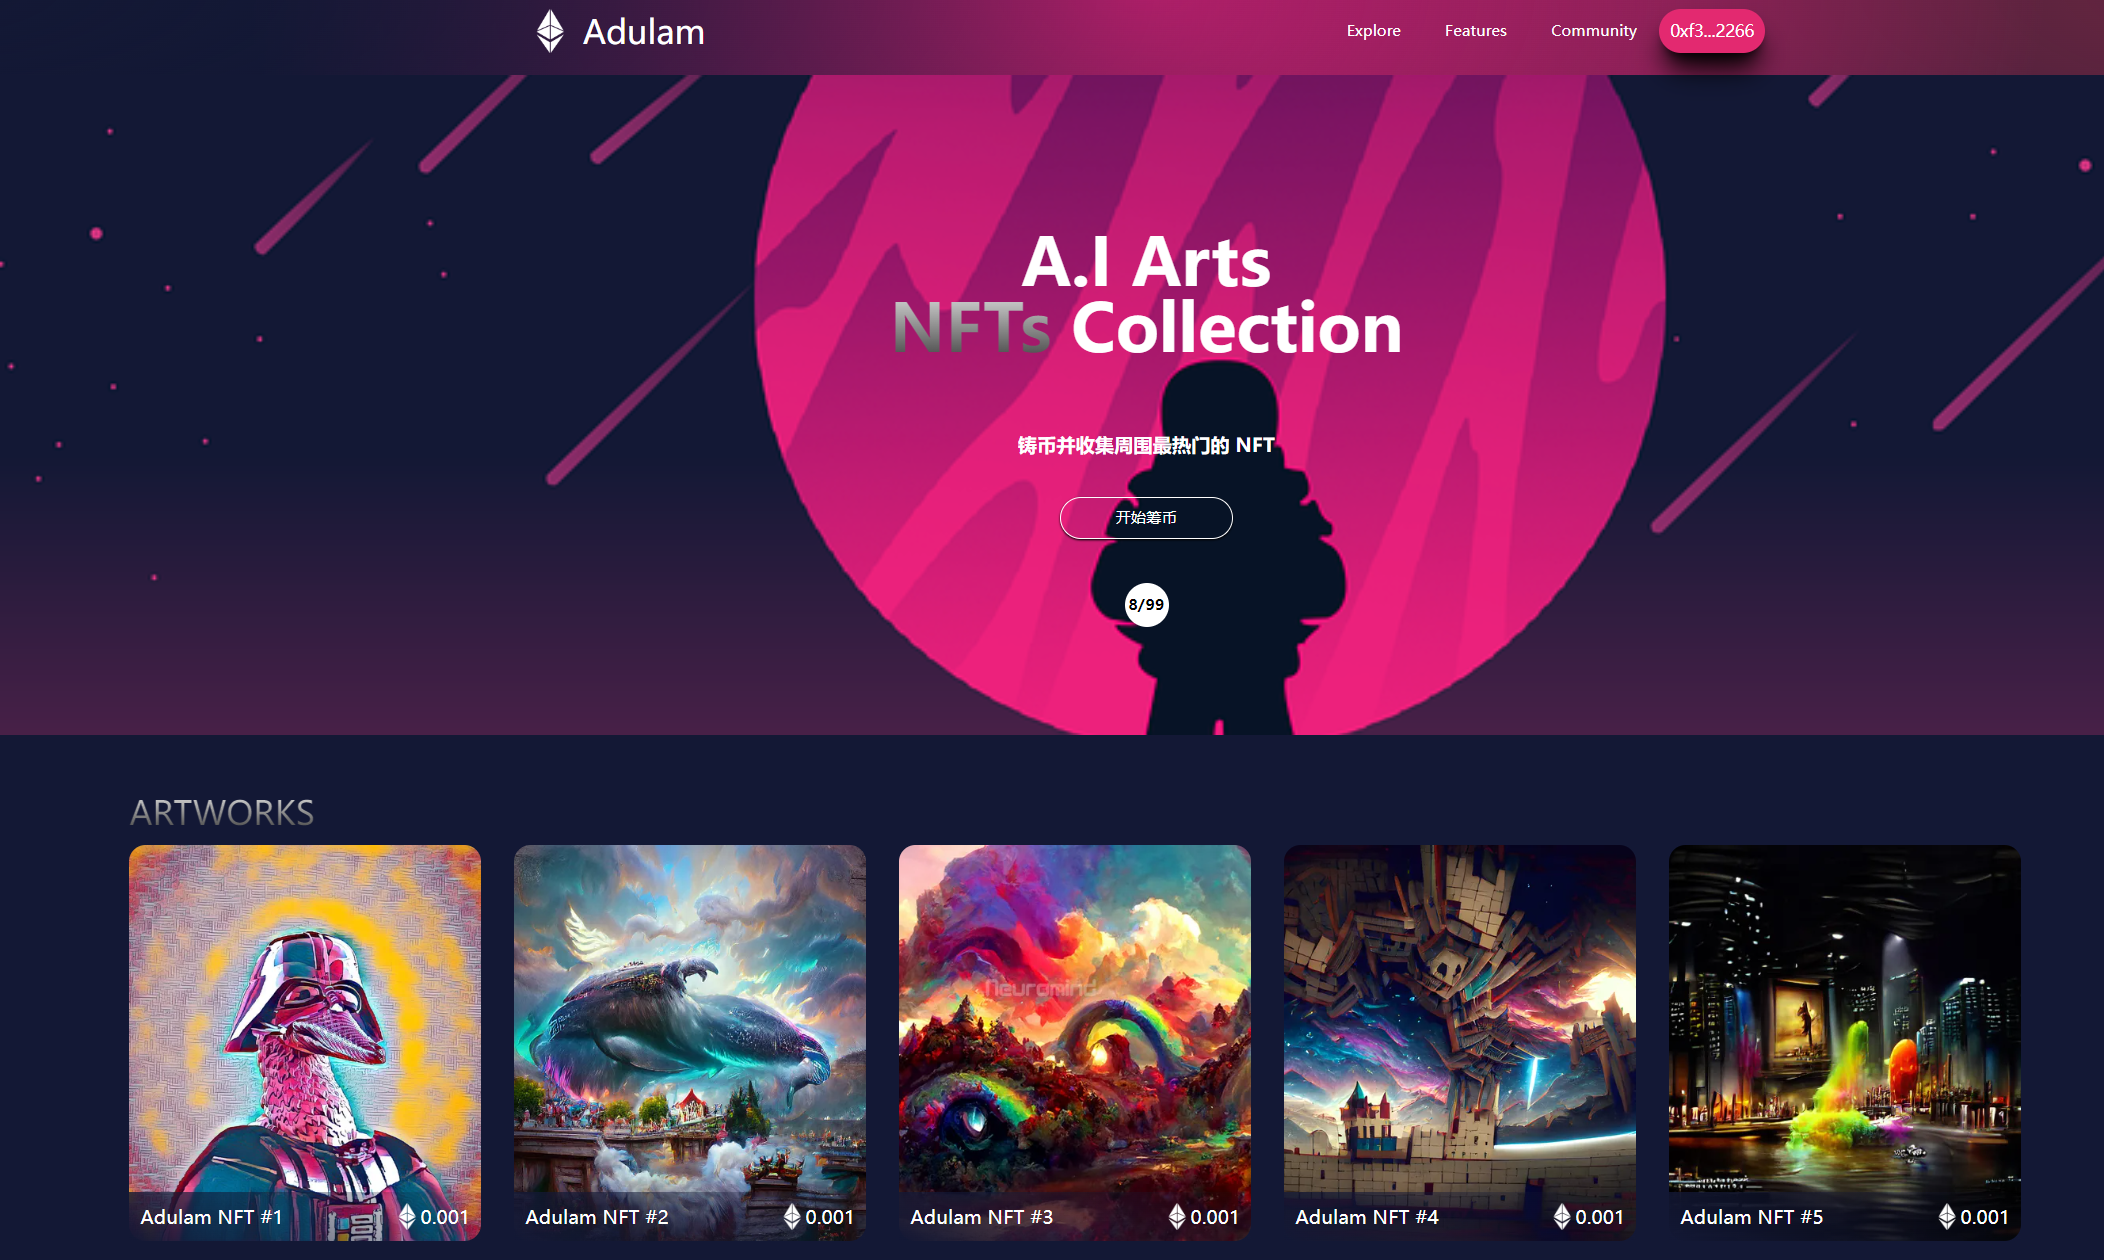 Adulam
Explore
Features
Community
0xf3...2266
A.I Arts
NFTs Collection
铸币并收集周围最热门的 NFT
开始筹币
8/99
ARTWORKS
Neuromind
Adulam NFT #1
0.001
Adulam NFT #2
0.001
Adulam NFT #3
0.001
Adulam NFT #4
0.001
Adulam NFT #5
0.001